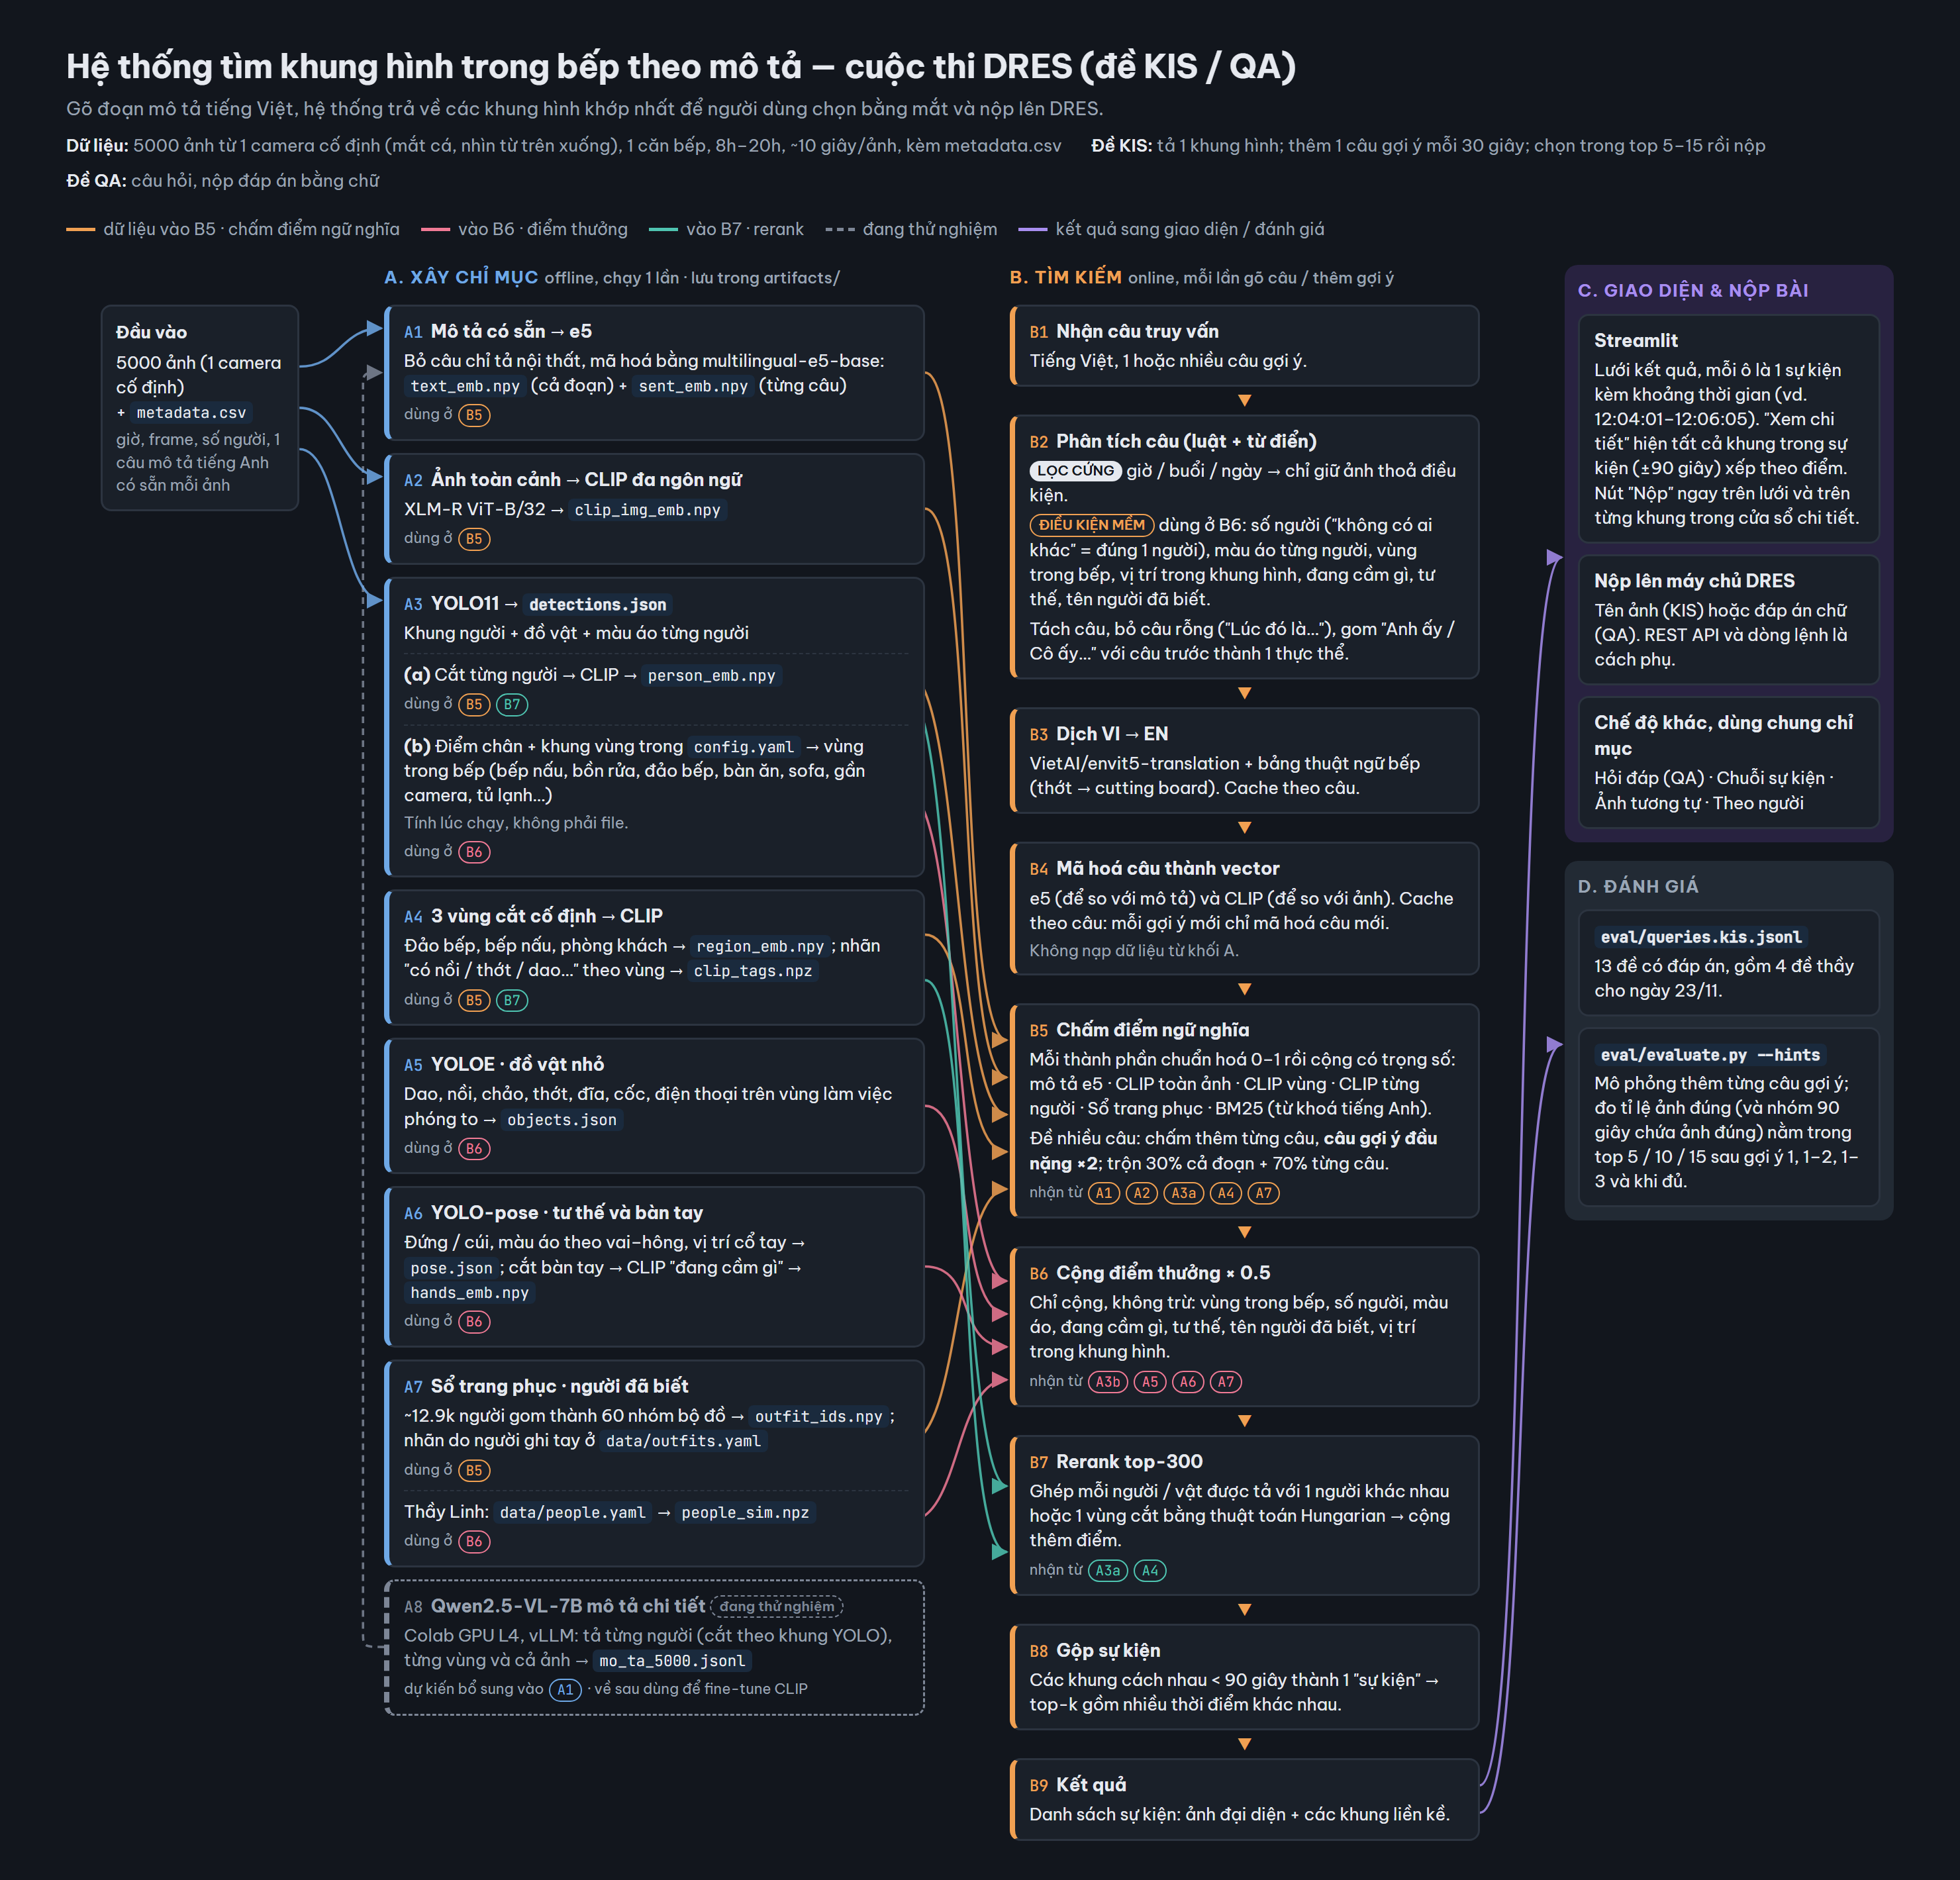 Hệ thống tìm khung hình trong bếp theo mô tả — cuộc thi DRES (đề KIS / QA)
Gõ đoạn mô tả tiếng Việt, hệ thống trả về các khung hình khớp nhất để người dùng chọn bằng mắt và nộp lên DRES.
Dữ liệu: 5000 ảnh từ 1 camera cố định (mắt cá, nhìn từ trên xuống), 1 căn bếp, 8h–20h, ~10 giây/ảnh, kèm metadata.csv Đề KIS: tả 1 khung hình; thêm 1 câu gợi ý mỗi 30 giây; chọn trong top 5–15 rồi nộp
Đề QA: câu hỏi, nộp đáp án bằng chữ
dữ liệu vào B5 · chấm điểm ngữ nghĩa vào B6 · điểm thưởng vào B7 · rerank đang thử nghiệm kết quả sang giao diện / đánh giá
Đầu vào
5000 ảnh (1 camera
cố định)
+ metadata.csv
giờ, frame, số người, 1
câu mô tả tiếng Anh
có sẵn mỗi ảnh
A. XÂY CHỈ MỤC offline, chạy 1 lần · lưu trong artifacts/
A1 Mô tả có sẵn → e5
Bỏ câu chỉ tả nội thất, mã hoá bằng multilingual-e5-base:
text_emb.npy (cả đoạn) + sent_emb.npy (từng câu)
dùng ở B5
A2 Ảnh toàn cảnh → CLIP đa ngôn ngữ
XLM-R ViT-B/32 → clip_img_emb.npy
dùng ở B5
A3 YOLO11 → detections.json
Khung người + đồ vật + màu áo từng người
(a) Cắt từng người → CLIP → person_emb.npy
dùng ở B5 B7
(b) Điểm chân + khung vùng trong config.yaml → vùng
trong bếp (bếp nấu, bồn rửa, đảo bếp, bàn ăn, sofa, gần
camera, tủ lạnh...)
Tính lúc chạy, không phải file.
dùng ở B6
A4 3 vùng cắt cố định → CLIP
Đảo bếp, bếp nấu, phòng khách → region_emb.npy ; nhãn
"có nồi / thớt / dao..." theo vùng → clip_tags.npz
dùng ở B5 B7
A5 YOLOE · đồ vật nhỏ
Dao, nồi, chảo, thớt, đĩa, cốc, điện thoại trên vùng làm việc
phóng to → objects.json
dùng ở B6
A6 YOLO-pose · tư thế và bàn tay
Đứng / cúi, màu áo theo vai–hông, vị trí cổ tay →
pose.json ; cắt bàn tay → CLIP "đang cầm gì" →
hands_emb.npy
dùng ở B6
A7 Sổ trang phục · người đã biết
~12.9k người gom thành 60 nhóm bộ đồ → outfit_ids.npy ;
nhãn do người ghi tay ở data/outfits.yaml
dùng ở B5
Thầy Linh: data/people.yaml → people_sim.npz
dùng ở B6
A8 Qwen2.5-VL-7B mô tả chi tiết đang thử nghiệm
Colab GPU L4, vLLM: tả từng người (cắt theo khung YOLO),
từng vùng và cả ảnh → mo_ta_5000.jsonl
dự kiến bổ sung vào A1 · về sau dùng để fine-tune CLIP
B. TÌM KIẾM online, mỗi lần gõ câu / thêm gợi ý
B1 Nhận câu truy vấn
Tiếng Việt, 1 hoặc nhiều câu gợi ý.
B2 Phân tích câu (luật + từ điển)
LỌC CỨNG giờ / buổi / ngày → chỉ giữ ảnh thoả điều
kiện.
ĐIỀU KIỆN MỀM dùng ở B6: số người ("không có ai
khác" = đúng 1 người), màu áo từng người, vùng
trong bếp, vị trí trong khung hình, đang cầm gì, tư
thế, tên người đã biết.
Tách câu, bỏ câu rỗng ("Lúc đó là..."), gom "Anh ấy /
Cô ấy..." với câu trước thành 1 thực thể.
B3 Dịch VI → EN
VietAI/envit5-translation + bảng thuật ngữ bếp
(thớt → cutting board). Cache theo câu.
B4 Mã hoá câu thành vector
e5 (để so với mô tả) và CLIP (để so với ảnh). Cache
theo câu: mỗi gợi ý mới chỉ mã hoá câu mới.
Không nạp dữ liệu từ khối A.
B5 Chấm điểm ngữ nghĩa
Mỗi thành phần chuẩn hoá 0–1 rồi cộng có trọng số:
mô tả e5 · CLIP toàn ảnh · CLIP vùng · CLIP từng
người · Sổ trang phục · BM25 (từ khoá tiếng Anh).
Đề nhiều câu: chấm thêm từng câu, câu gợi ý đầu
nặng ×2; trộn 30% cả đoạn + 70% từng câu.
nhận từ A1 A2 A3a A4 A7
B6 Cộng điểm thưởng × 0.5
Chỉ cộng, không trừ: vùng trong bếp, số người, màu
áo, đang cầm gì, tư thế, tên người đã biết, vị trí
trong khung hình.
nhận từ A3b A5 A6 A7
B7 Rerank top-300
Ghép mỗi người / vật được tả với 1 người khác nhau
hoặc 1 vùng cắt bằng thuật toán Hungarian → cộng
thêm điểm.
nhận từ A3a A4
B8 Gộp sự kiện
Các khung cách nhau < 90 giây thành 1 "sự kiện" →
top-k gồm nhiều thời điểm khác nhau.
B9 Kết quả
Danh sách sự kiện: ảnh đại diện + các khung liền kề.
C. GIAO DIỆN & NỘP BÀI
Streamlit
Lưới kết quả, mỗi ô là 1 sự kiện
kèm khoảng thời gian (vd.
12:04:01–12:06:05). "Xem chi
tiết" hiện tất cả khung trong sự
kiện (±90 giây) xếp theo điểm.
Nút "Nộp" ngay trên lưới và trên
từng khung trong cửa sổ chi tiết.
Nộp lên máy chủ DRES
Tên ảnh (KIS) hoặc đáp án chữ
(QA). REST API và dòng lệnh là
cách phụ.
Chế độ khác, dùng chung chỉ
mục
Hỏi đáp (QA) · Chuỗi sự kiện ·
Ảnh tương tự · Theo người
D. ĐÁNH GIÁ
eval/queries.kis.jsonl
13 đề có đáp án, gồm 4 đề thầy
cho ngày 23/11.
eval/evaluate.py --hints
Mô phỏng thêm từng câu gợi ý;
đo tỉ lệ ảnh đúng (và nhóm 90
giây chứa ảnh đúng) nằm trong
top 5 / 10 / 15 sau gợi ý 1, 1–2, 1–
3 và khi đủ.